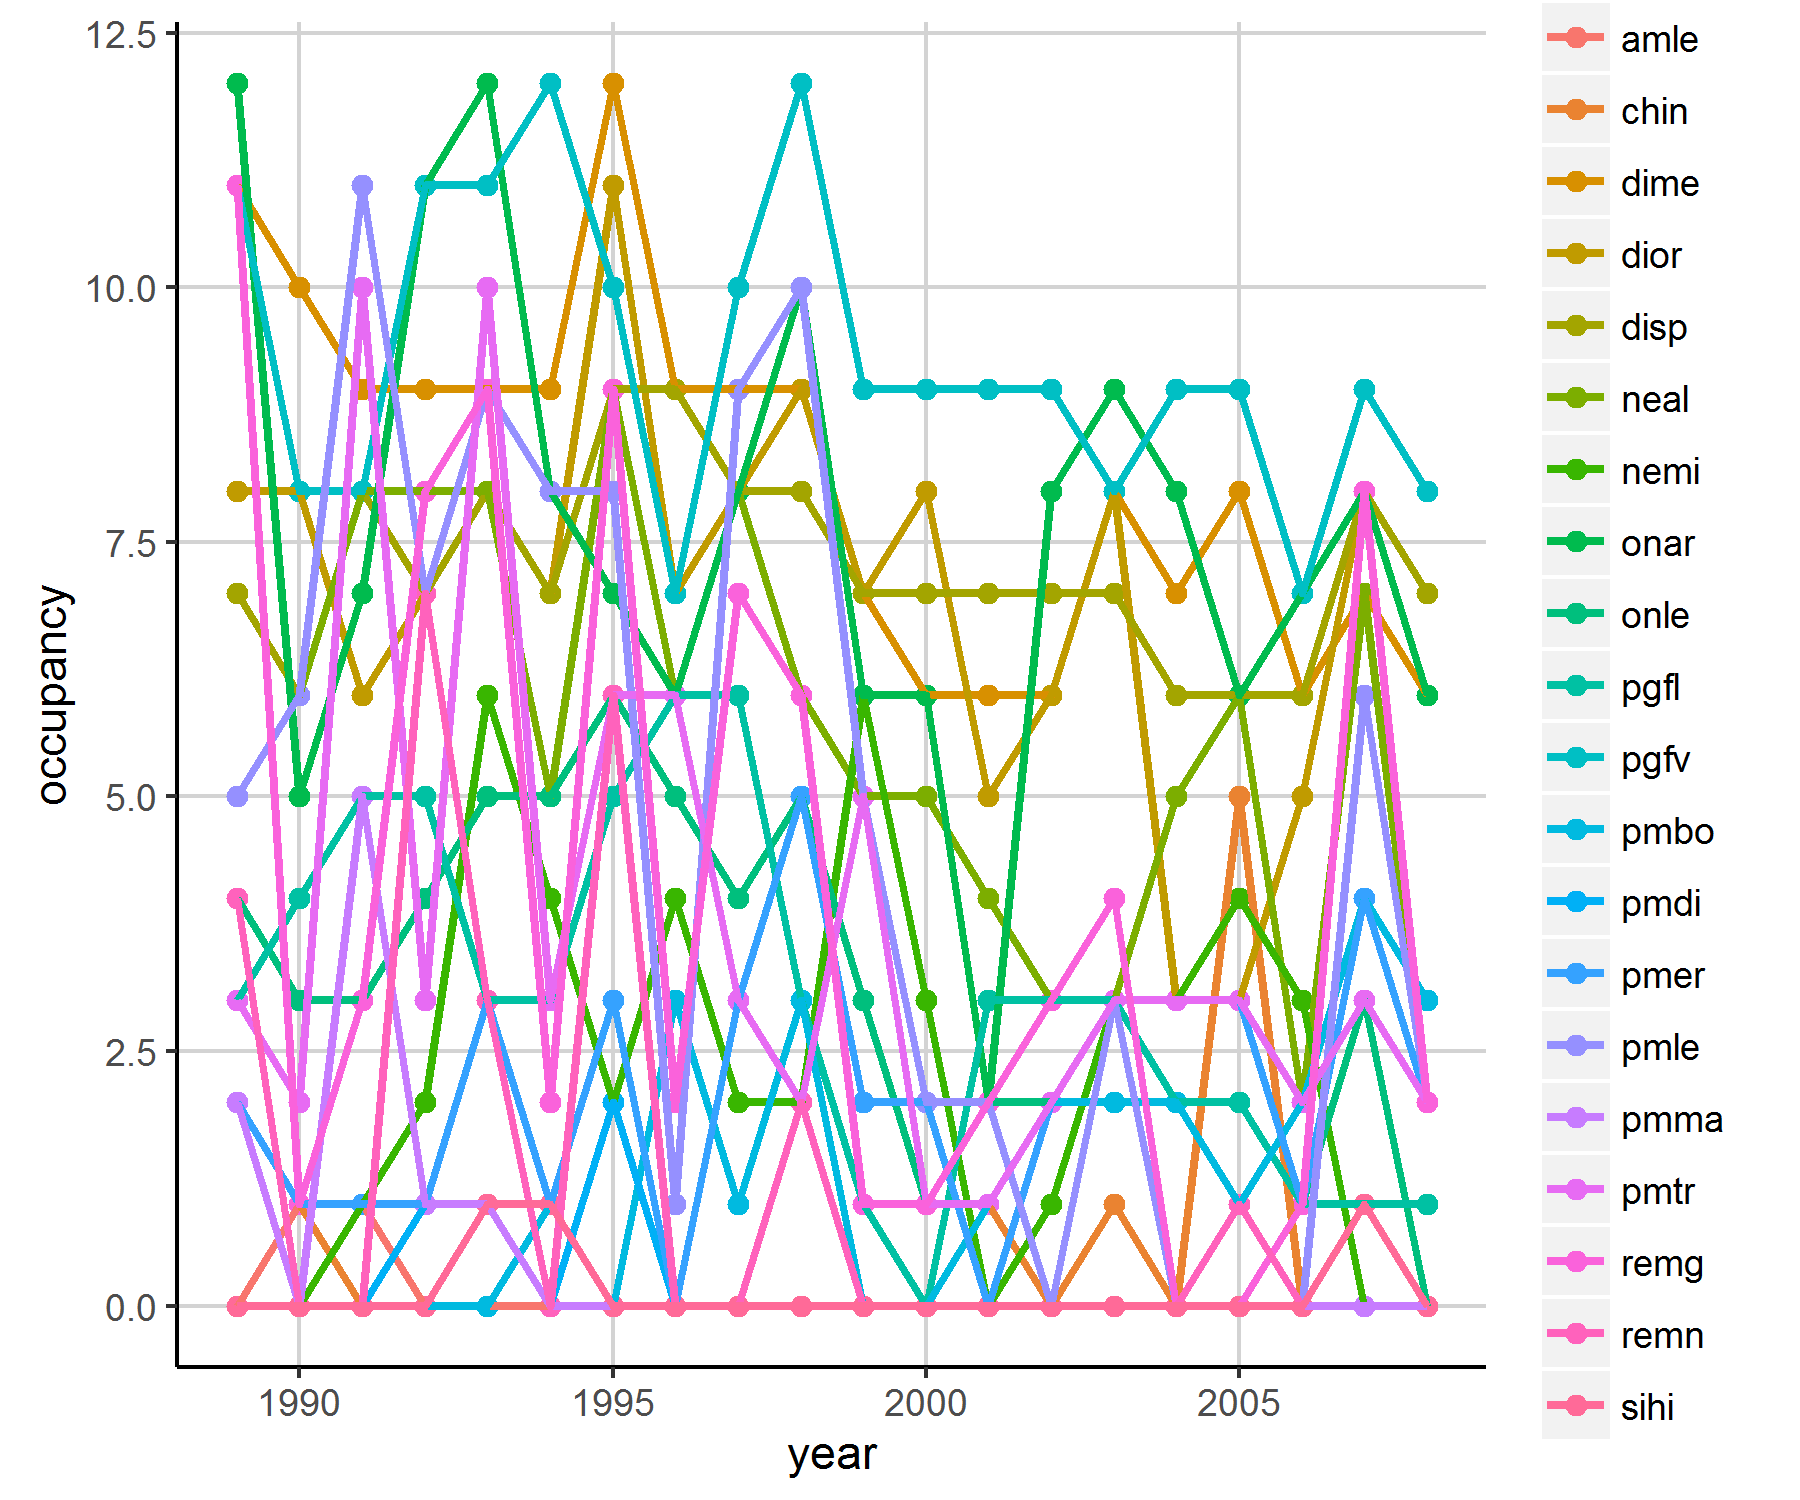 12.5
10.0
7.5
5.0
2.5
0.0
occupancy
1990
1995
2000
2005
year
amle
chin
dime
dior
disp
neal
nemi
onar
onle
pgfl
pgfv
pmbo
pmdi
pmer
pmle
pmma
pmtr
remg
remn
sihi